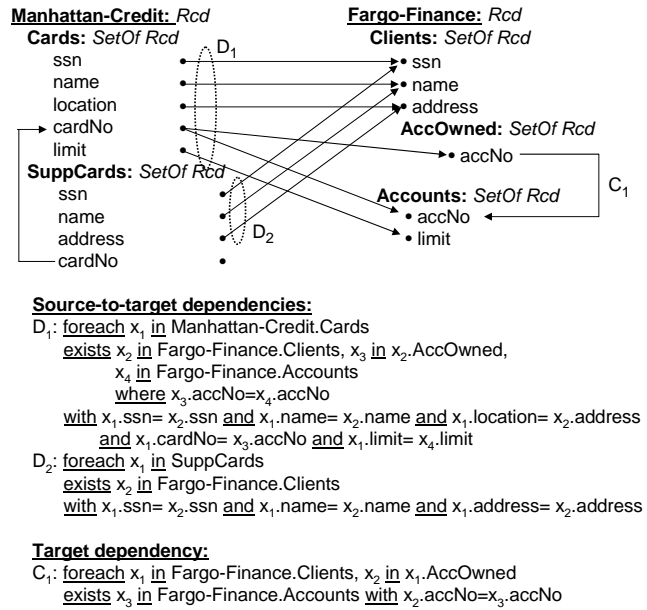 Manhattan-Credit: Rcd
Cards: SetOf Rcd
ssn
name
location
cardNo
limit
SuppCards: SetOf Rcd
ssn
name
address
cardNo
D1
D2
Fargo-Finance: Rcd
Clients: SetOf Rcd
ssn
name
address
AccOwned: SetOf Rcd
accNo
Accounts: SetOf Rcd
accNo
limit
C1
Source-to-target dependencies:
D1: foreach x1 in Manhattan-Credit.Cards
exists x2 in Fargo-Finance.Clients, x3 in x2.AccOwned,
x4 in Fargo-Finance.Accounts
where x3.accNo=x4.accNo
with x1.ssn= x2.ssn and x1.name= x2.name and x1.location= x2.address
and x1.cardNo= x3.accNo and x1.limit= x4.limit
D2: foreach x1 in SuppCards
exists x2 in Fargo-Finance.Clients
with x1.ssn= x2.ssn and x1.name= x2.name and x1.address= x2.address
Target dependency:
C1: foreach x1 in Fargo-Finance.Clients, x2 in x1.AccOwned
exists x3 in Fargo-Finance.Accounts with x2.accNo=x3.accNo